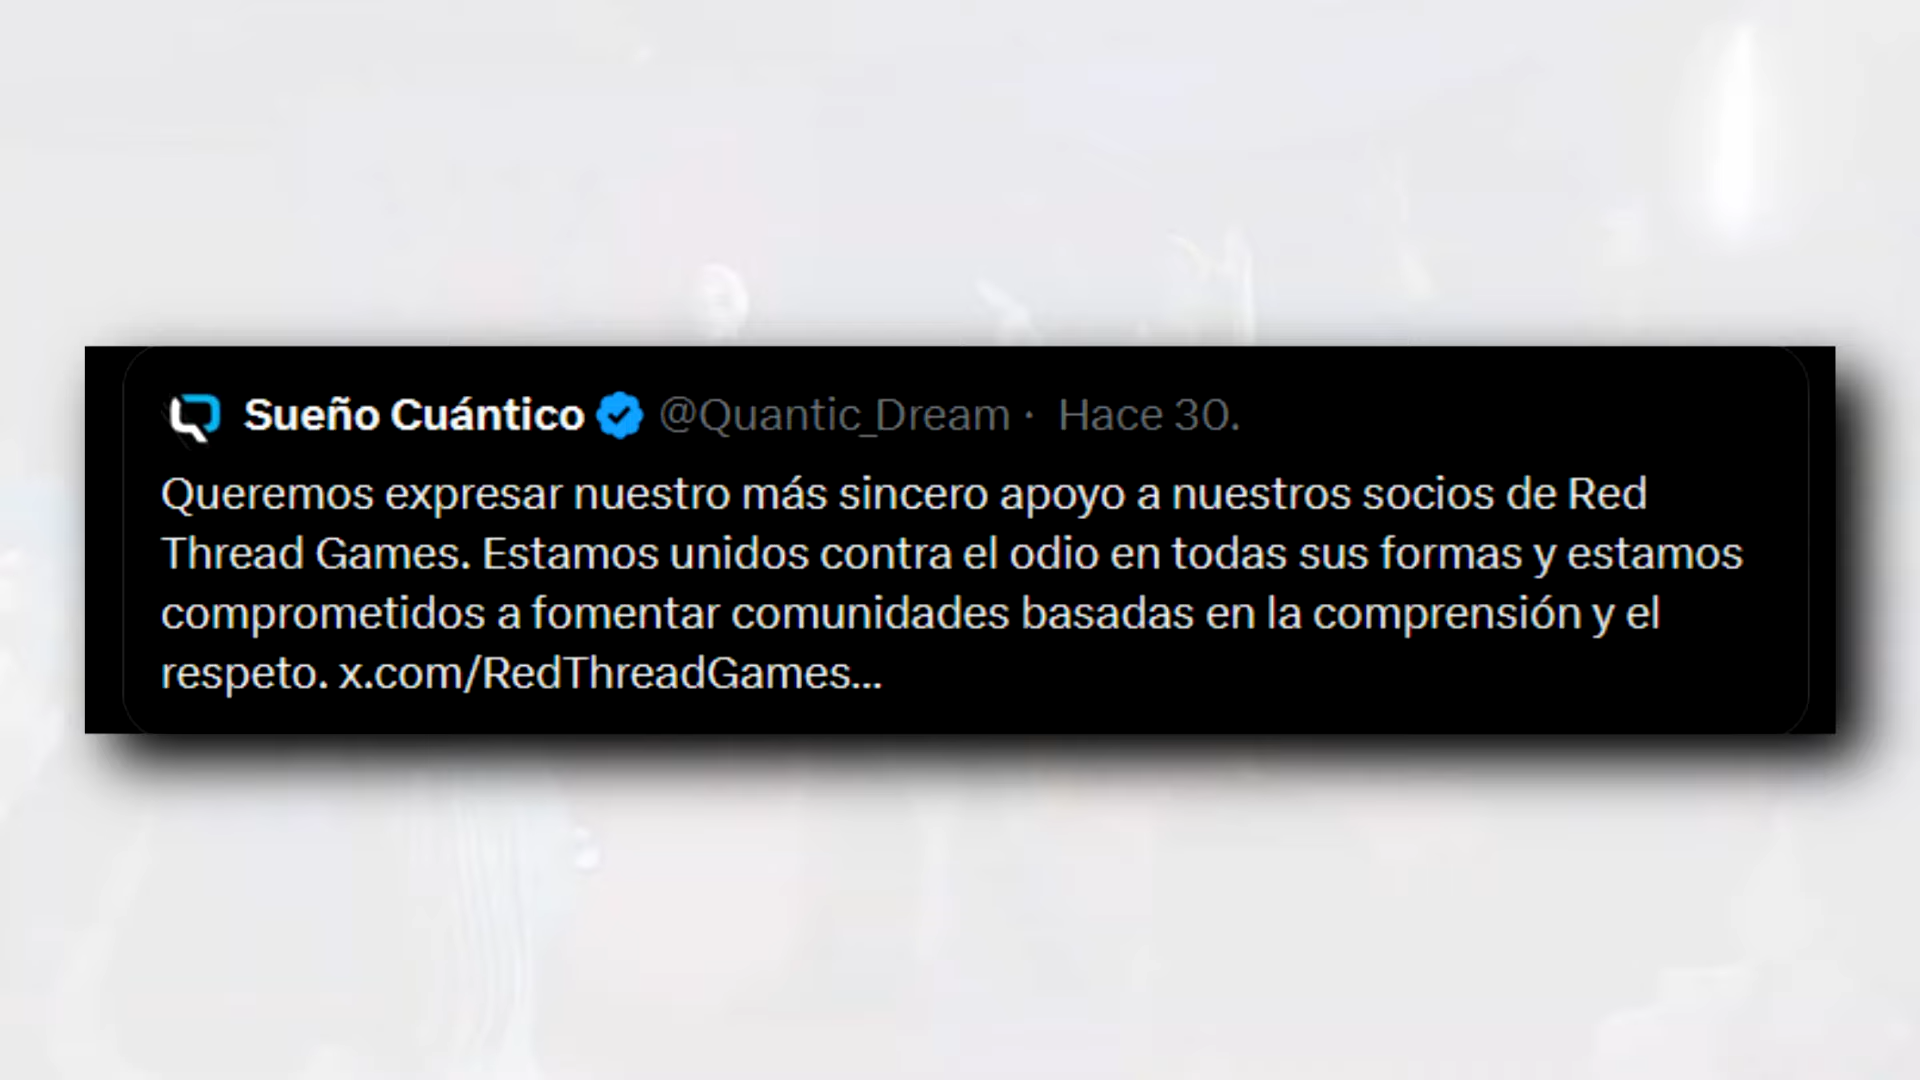 Sueño Cuántico @Quantic_Dream · Hace 30.
Queremos expresar nuestro más sincero apoyo a nuestros socios de Red
Thread Games. Estamos unidos contra el odio en todas sus formas y estamos
comprometidos a fomentar comunidades basadas en la comprensión y el
respeto. x.com/RedThreadGames...